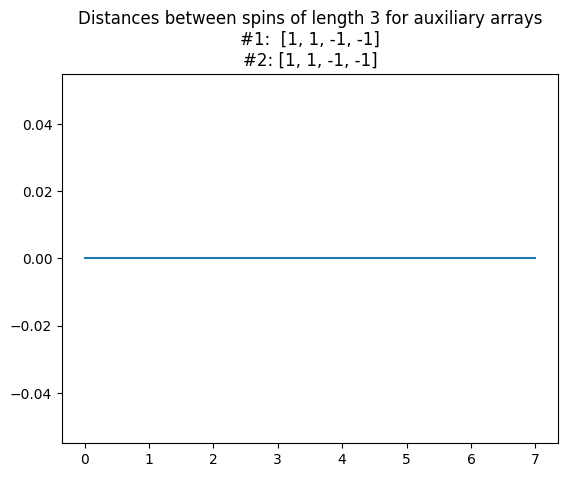 Distances between spins of length 3 for auxiliary arrays
#1:  [1, 1, -1, -1]
#2: [1, 1, -1, -1]
0.04
0.02
0.00
−0.02
−0.04
0 1 2 3 4 5 6 7